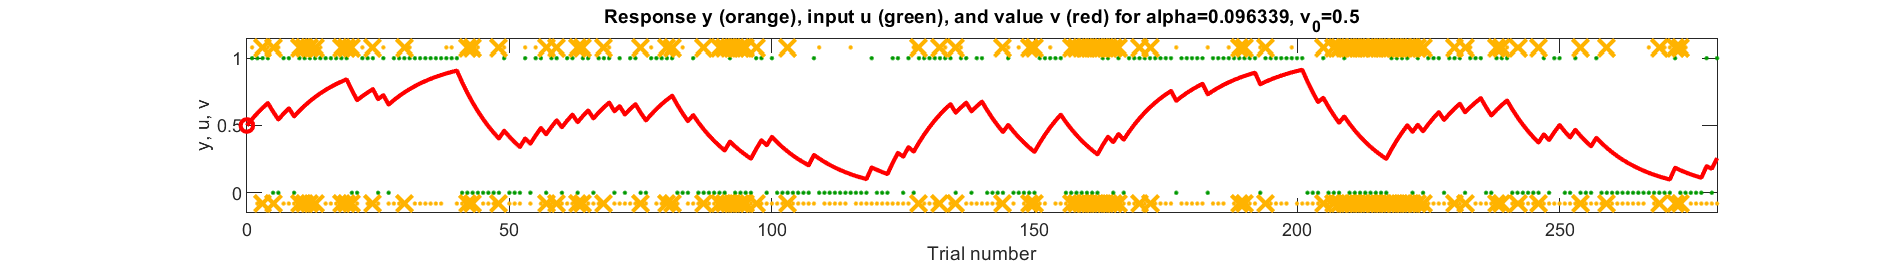 Response y (orange), input u (green), and value v (red) for alpha=0.096339, v0=0.5
y, u, v
1
0.5
0
0 50 100 150 200 250
Trial number